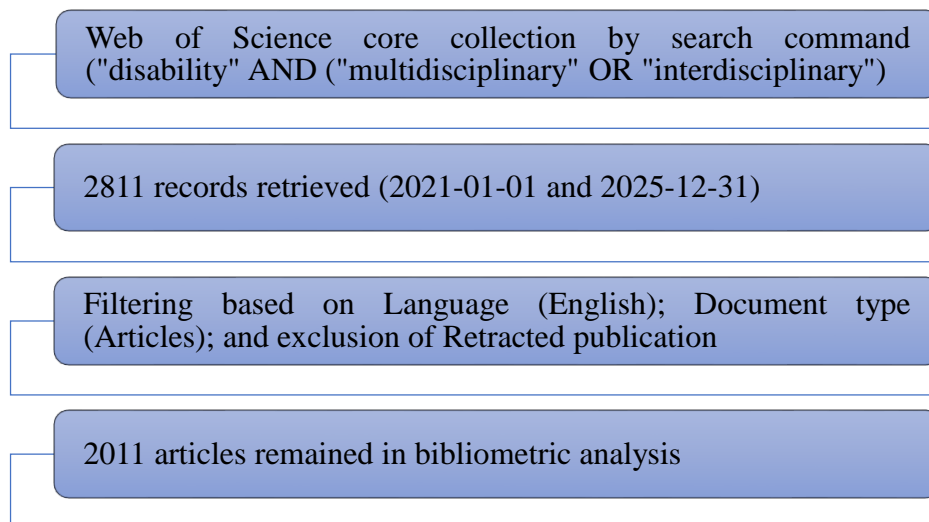 Web of Science core collection by search command
("disability" AND ("multidisciplinary" OR "interdisciplinary")
2811 records retrieved (2021-01-01 and 2025-12-31)
Filtering based on Language (English); Document type
(Articles); and exclusion of Retracted publication
2011 articles remained in bibliometric analysis